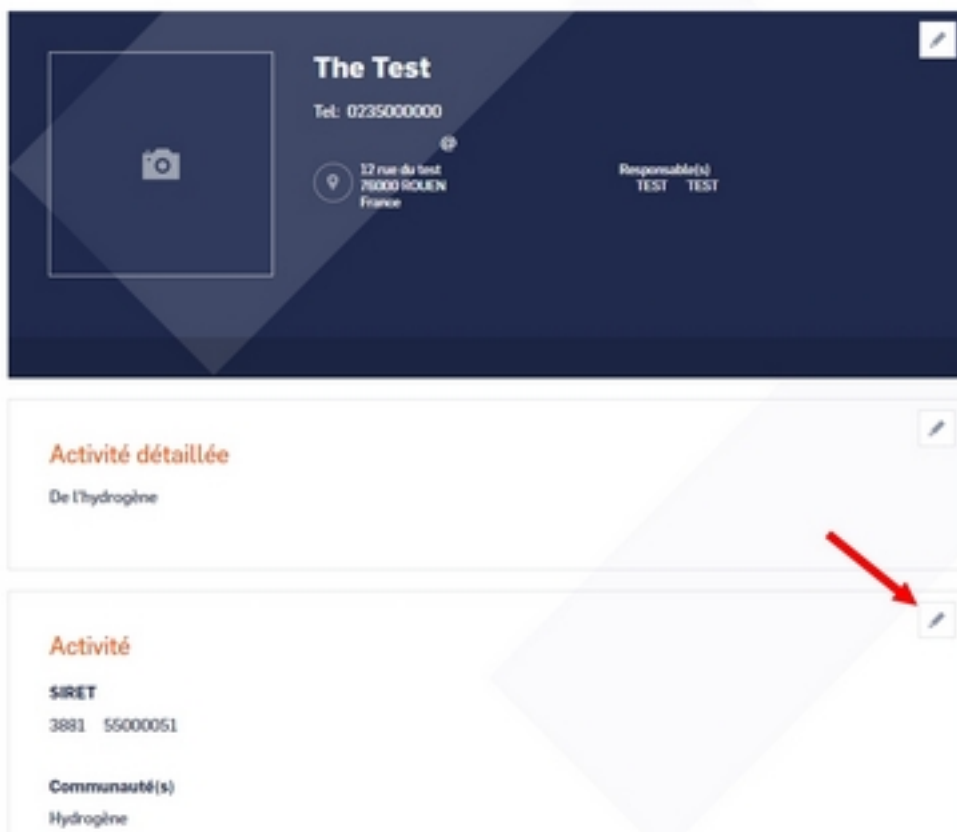 The Test
Tel: 0235000000
@
12 rue du test
76000 ROUEN
France
Responsable(s)
TEST TEST
Activité détaillée
De l'hydrogène
Activité
SIRET
3881 55000051
Communauté(s)
Hydrogène